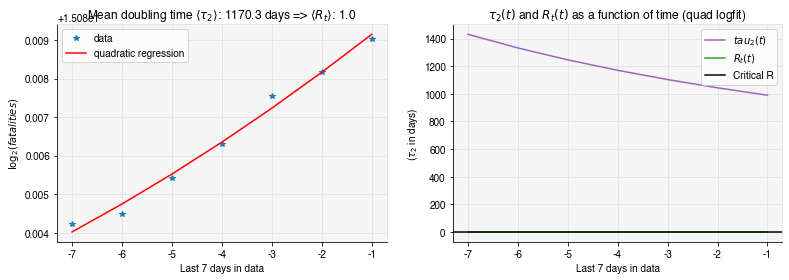 Mean doubling time ⟨τ₂⟩: 1170.3 days => ⟨Rₜ⟩: 1.0
0.009
0.008
0.007
0.006
0.005
0.004
log₂(fatalities)
data
quadratic regression
-7 -6 -5 -4 -3 -2 -1
Last 7 days in data
τ₂(t) and Rₜ(t) as a function of time (quad logfit)
1400
1200
1000
800
600
400
200
0
(τ₂ in days)
tau₂(t)
Rₜ(t)
Critical R
-7 -6 -5 -4 -3 -2 -1
Last 7 days in data